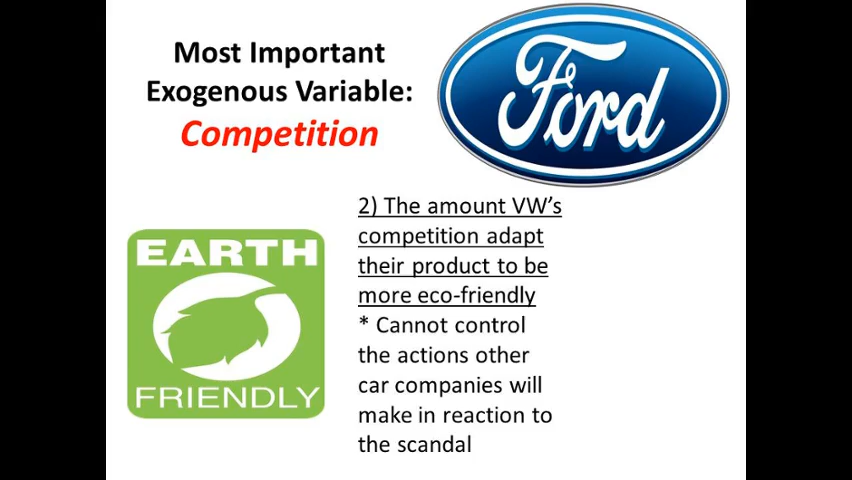 Most Important
Exogenous Variable:
Competition
Ford
2) The amount VW’s
competition adapt
their product to be
more eco-friendly
* Cannot control
the actions other
car companies will
make in reaction to
the scandal
EARTH
FRIENDLY